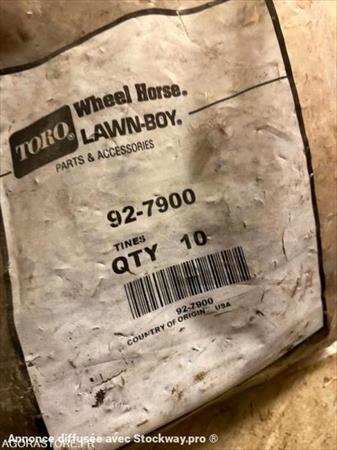 TORO®
Wheel Horse®
LAWN-BOY®
PARTS & ACCESSORIES
92-7900
TINES
QTY 10
92-7900
COUNTRY OF ORIGIN USA
Annonce diffusée avec Stockway.pro ®
AGORASTORE.FR